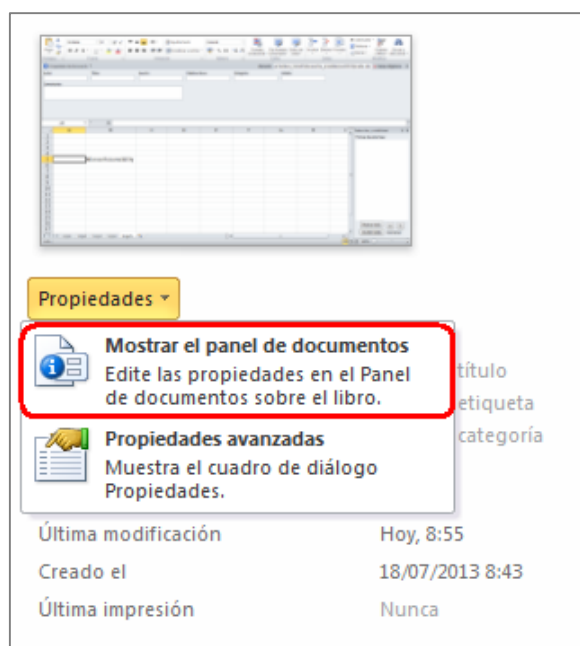 Propiedades
Mostrar el panel de documentos
Edite las propiedades en el Panel
de documentos sobre el libro.
título
etiqueta
Propiedades avanzadas
categoría
Muestra el cuadro de diálogo
Propiedades.
Última modificación Hoy, 8:55
Creado el 18/07/2013 8:43
Última impresión Nunca